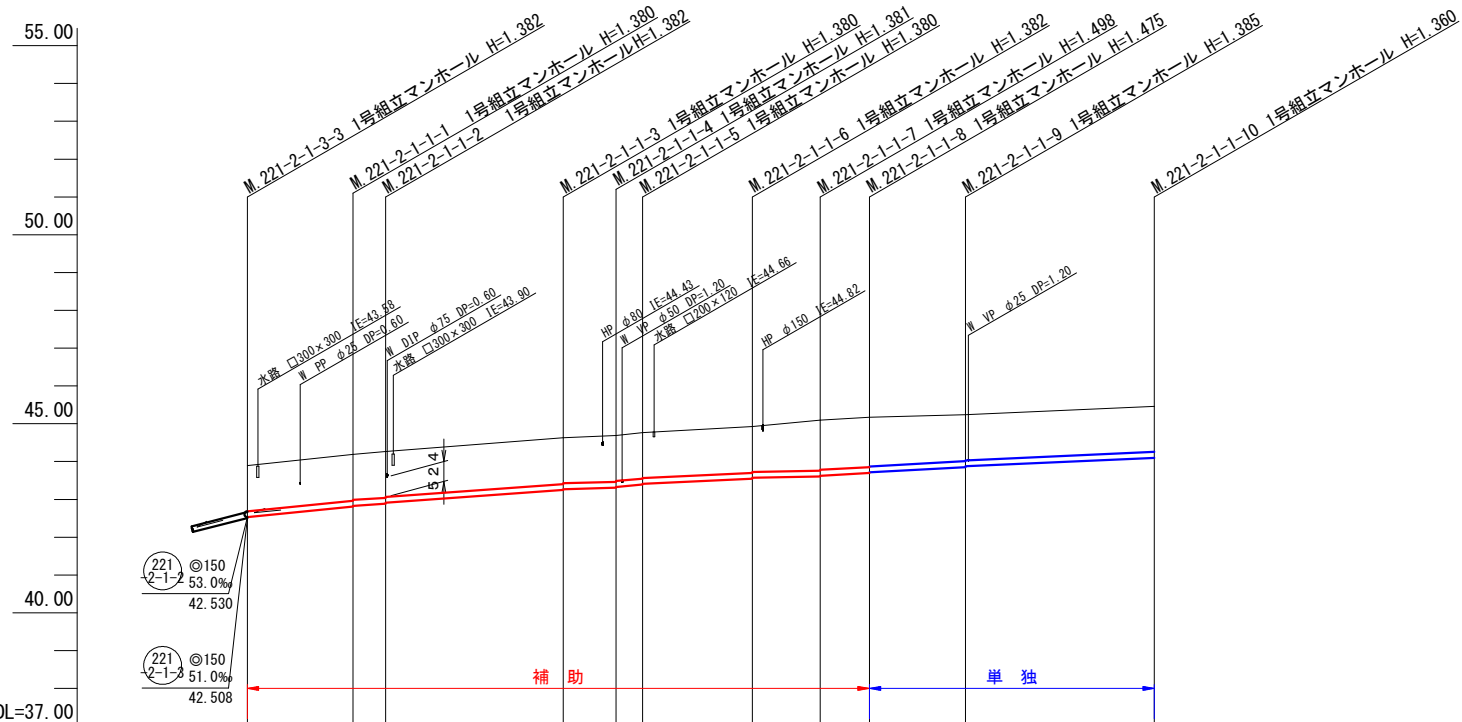 55.00
50.00
45.00
40.00
DL=37.00
M.221-2-1-3-3 1号組立マンホール H=1.382
M.221-2-1-1-1 1号組立マンホール H=1.380
M.221-2-1-1-2 1号組立マンホールH=1.382
M.221-2-1-1-3 1号組立マンホール H=1.380
M.221-2-1-1-4 1号組立マンホール H=1.381
M.221-2-1-1-5 1号組立マンホール H=1.380
M.221-2-1-1-6 1号組立マンホール H=1.382
M.221-2-1-1-7 1号組立マンホール H=1.498
M.221-2-1-1-8 1号組立マンホール H=1.475
M.221-2-1-1-9 1号組立マンホール H=1.385
M.221-2-1-1-10 1号組立マンホール H=1.360
水路 □300×300 IE=43.58
W PP φ25 DP=0.60
W DIP φ75 DP=0.60
水路 □300×300 IE=43.90
HP φ80 IE=44.43
W VP φ50 DP=1.20
水路 □200×120 IE=44.66
HP φ150 IE=44.82
W VP φ25 DP=1.20
524
221
-2-1-2
◎150
53.0‰
42.530
221
-2-1-3
◎150
51.0‰
42.508
補 助
単 独